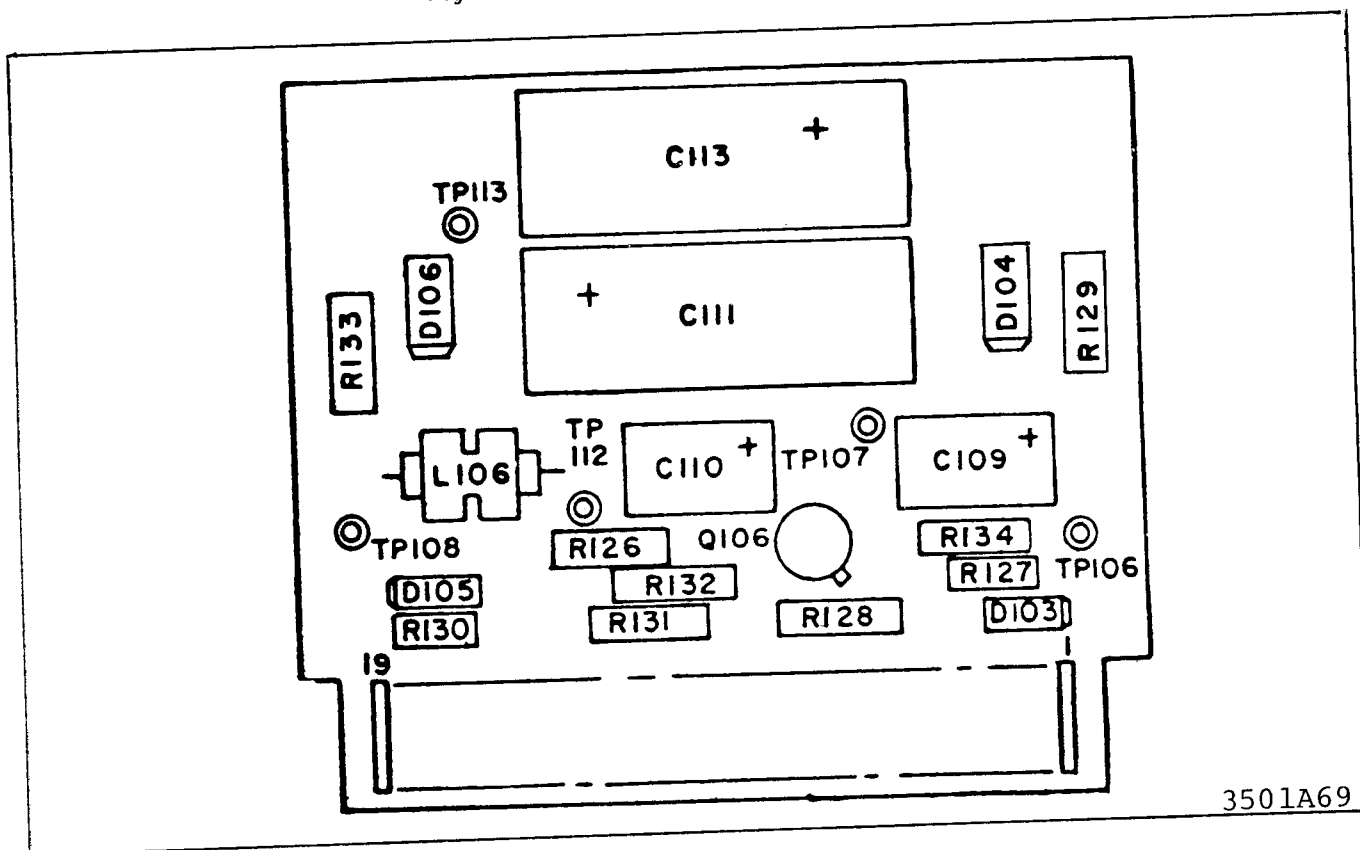 C113
+
TP113
D106
+
C111
D104
R129
R133
TP
112
C110
+
TP107
C109
+
L106
TP108
R126
Q106
R134
R127
TP106
R132
D105
R131
R128
D103
R130
19
1
3501A69